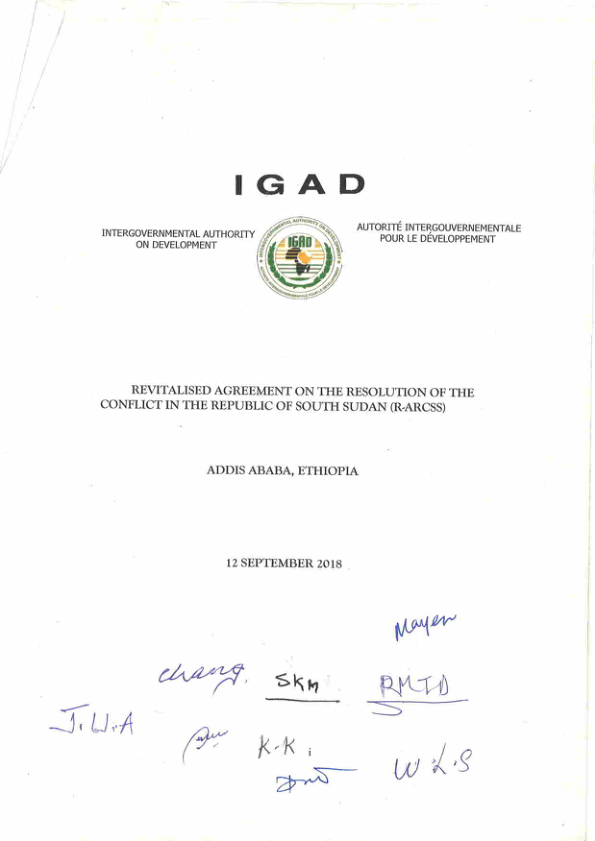 IGAD
INTERGOVERNMENTAL AUTHORITY
ON DEVELOPMENT
IGAD
AUTORITÉ INTERGOUVERNEMENTALE
POUR LE DÉVELOPPEMENT
REVITALISED AGREEMENT ON THE RESOLUTION OF THE
CONFLICT IN THE REPUBLIC OF SOUTH SUDAN (R-ARCSS)
ADDIS ABABA, ETHIOPIA
12 SEPTEMBER 2018
Mayen
Chang.
SKM
RMTD
J.W.A
K.K.